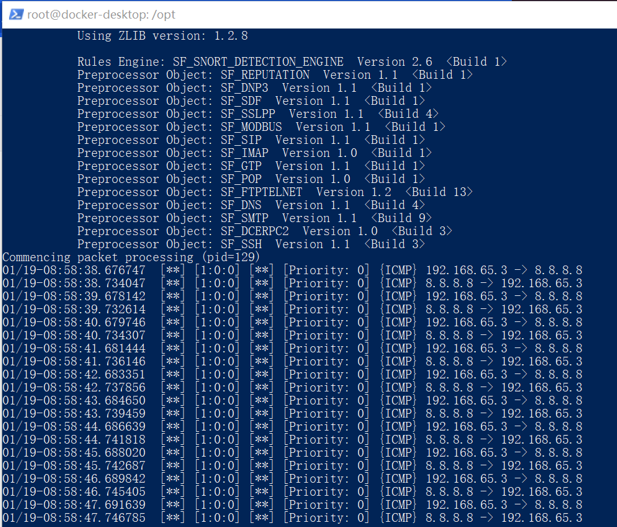 root@docker-desktop: /opt
Using ZLIB version: 1.2.8
Rules Engine: SF_SNORT_DETECTION_ENGINE Version 2.6 <Build 1>
Preprocessor Object: SF_REPUTATION Version 1.1 <Build 1>
Preprocessor Object: SF_DNP3 Version 1.1 <Build 1>
Preprocessor Object: SF_SDF Version 1.1 <Build 1>
Preprocessor Object: SF_SSLPP Version 1.1 <Build 4>
Preprocessor Object: SF_MODBUS Version 1.1 <Build 1>
Preprocessor Object: SF_SIP Version 1.1 <Build 1>
Preprocessor Object: SF_IMAP Version 1.0 <Build 1>
Preprocessor Object: SF_GTP Version 1.1 <Build 1>
Preprocessor Object: SF_POP Version 1.0 <Build 1>
Preprocessor Object: SF_FTPTELNET Version 1.2 <Build 13>
Preprocessor Object: SF_DNS Version 1.1 <Build 4>
Preprocessor Object: SF_SMTP Version 1.1 <Build 9>
Preprocessor Object: SF_DCERPC2 Version 1.0 <Build 3>
Preprocessor Object: SF_SSH Version 1.1 <Build 3>
Commencing packet processing (pid=129)
01/19-08:58:38.676747 [**] [1:0:0] [**] [Priority: 0] {ICMP} 192.168.65.3 -> 8.8.8.8
01/19-08:58:38.734047 [**] [1:0:0] [**] [Priority: 0] {ICMP} 8.8.8.8 -> 192.168.65.3
01/19-08:58:39.678142 [**] [1:0:0] [**] [Priority: 0] {ICMP} 192.168.65.3 -> 8.8.8.8
01/19-08:58:39.732614 [**] [1:0:0] [**] [Priority: 0] {ICMP} 8.8.8.8 -> 192.168.65.3
01/19-08:58:40.679746 [**] [1:0:0] [**] [Priority: 0] {ICMP} 192.168.65.3 -> 8.8.8.8
01/19-08:58:40.734307 [**] [1:0:0] [**] [Priority: 0] {ICMP} 8.8.8.8 -> 192.168.65.3
01/19-08:58:41.681444 [**] [1:0:0] [**] [Priority: 0] {ICMP} 192.168.65.3 -> 8.8.8.8
01/19-08:58:41.736146 [**] [1:0:0] [**] [Priority: 0] {ICMP} 8.8.8.8 -> 192.168.65.3
01/19-08:58:42.683351 [**] [1:0:0] [**] [Priority: 0] {ICMP} 192.168.65.3 -> 8.8.8.8
01/19-08:58:42.737856 [**] [1:0:0] [**] [Priority: 0] {ICMP} 8.8.8.8 -> 192.168.65.3
01/19-08:58:43.684650 [**] [1:0:0] [**] [Priority: 0] {ICMP} 192.168.65.3 -> 8.8.8.8
01/19-08:58:43.739459 [**] [1:0:0] [**] [Priority: 0] {ICMP} 8.8.8.8 -> 192.168.65.3
01/19-08:58:44.686639 [**] [1:0:0] [**] [Priority: 0] {ICMP} 192.168.65.3 -> 8.8.8.8
01/19-08:58:44.741818 [**] [1:0:0] [**] [Priority: 0] {ICMP} 8.8.8.8 -> 192.168.65.3
01/19-08:58:45.688020 [**] [1:0:0] [**] [Priority: 0] {ICMP} 192.168.65.3 -> 8.8.8.8
01/19-08:58:45.742687 [**] [1:0:0] [**] [Priority: 0] {ICMP} 8.8.8.8 -> 192.168.65.3
01/19-08:58:46.689842 [**] [1:0:0] [**] [Priority: 0] {ICMP} 192.168.65.3 -> 8.8.8.8
01/19-08:58:46.745405 [**] [1:0:0] [**] [Priority: 0] {ICMP} 8.8.8.8 -> 192.168.65.3
01/19-08:58:47.691639 [**] [1:0:0] [**] [Priority: 0] {ICMP} 192.168.65.3 -> 8.8.8.8
01/19-08:58:47.746785 [**] [1:0:0] [**] [Priority: 0] {ICMP} 8.8.8.8 -> 192.168.65.3